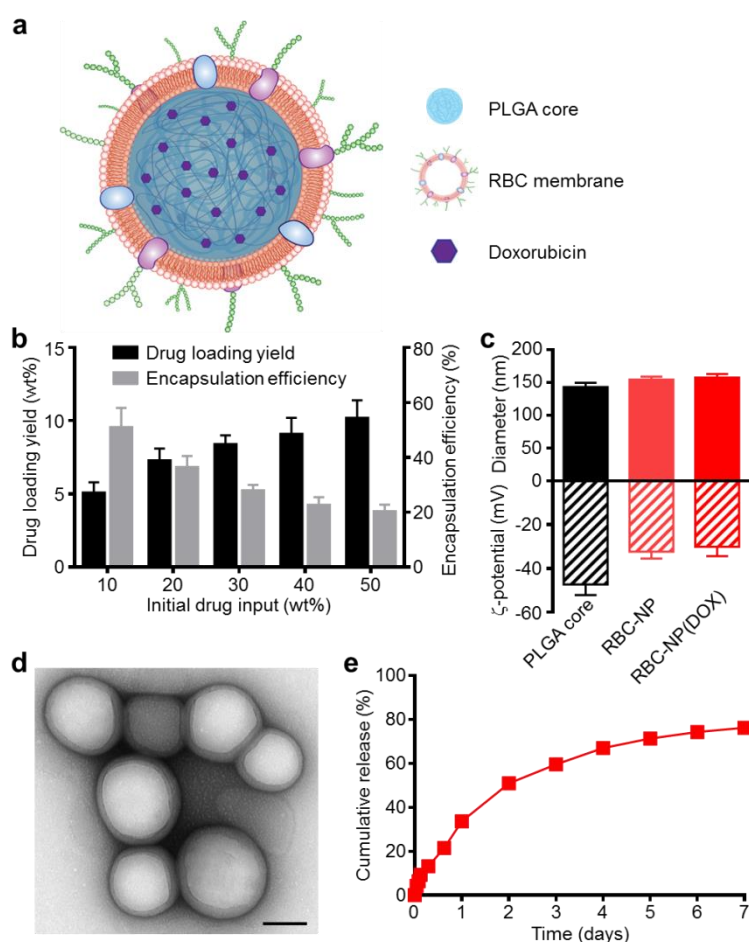 a
PLGA core
RBC membrane
Doxorubicin
b
Drug loading yield
Encapsulation efficiency
Drug loading yield (wt%)
15
10
5
0
Encapsulation efficiency (%)
80
60
40
20
0
10 20 30 40 50
Initial drug input (wt%)
c
Diameter (nm)
150
100
50
0
ζ-potential (mV)
-20
-40
-60
PLGA core
RBC-NP
RBC-NP(DOX)
d
e
Cumulative release (%)
100
80
60
40
20
0
0 1 2 3 4 5 6 7
Time (days)